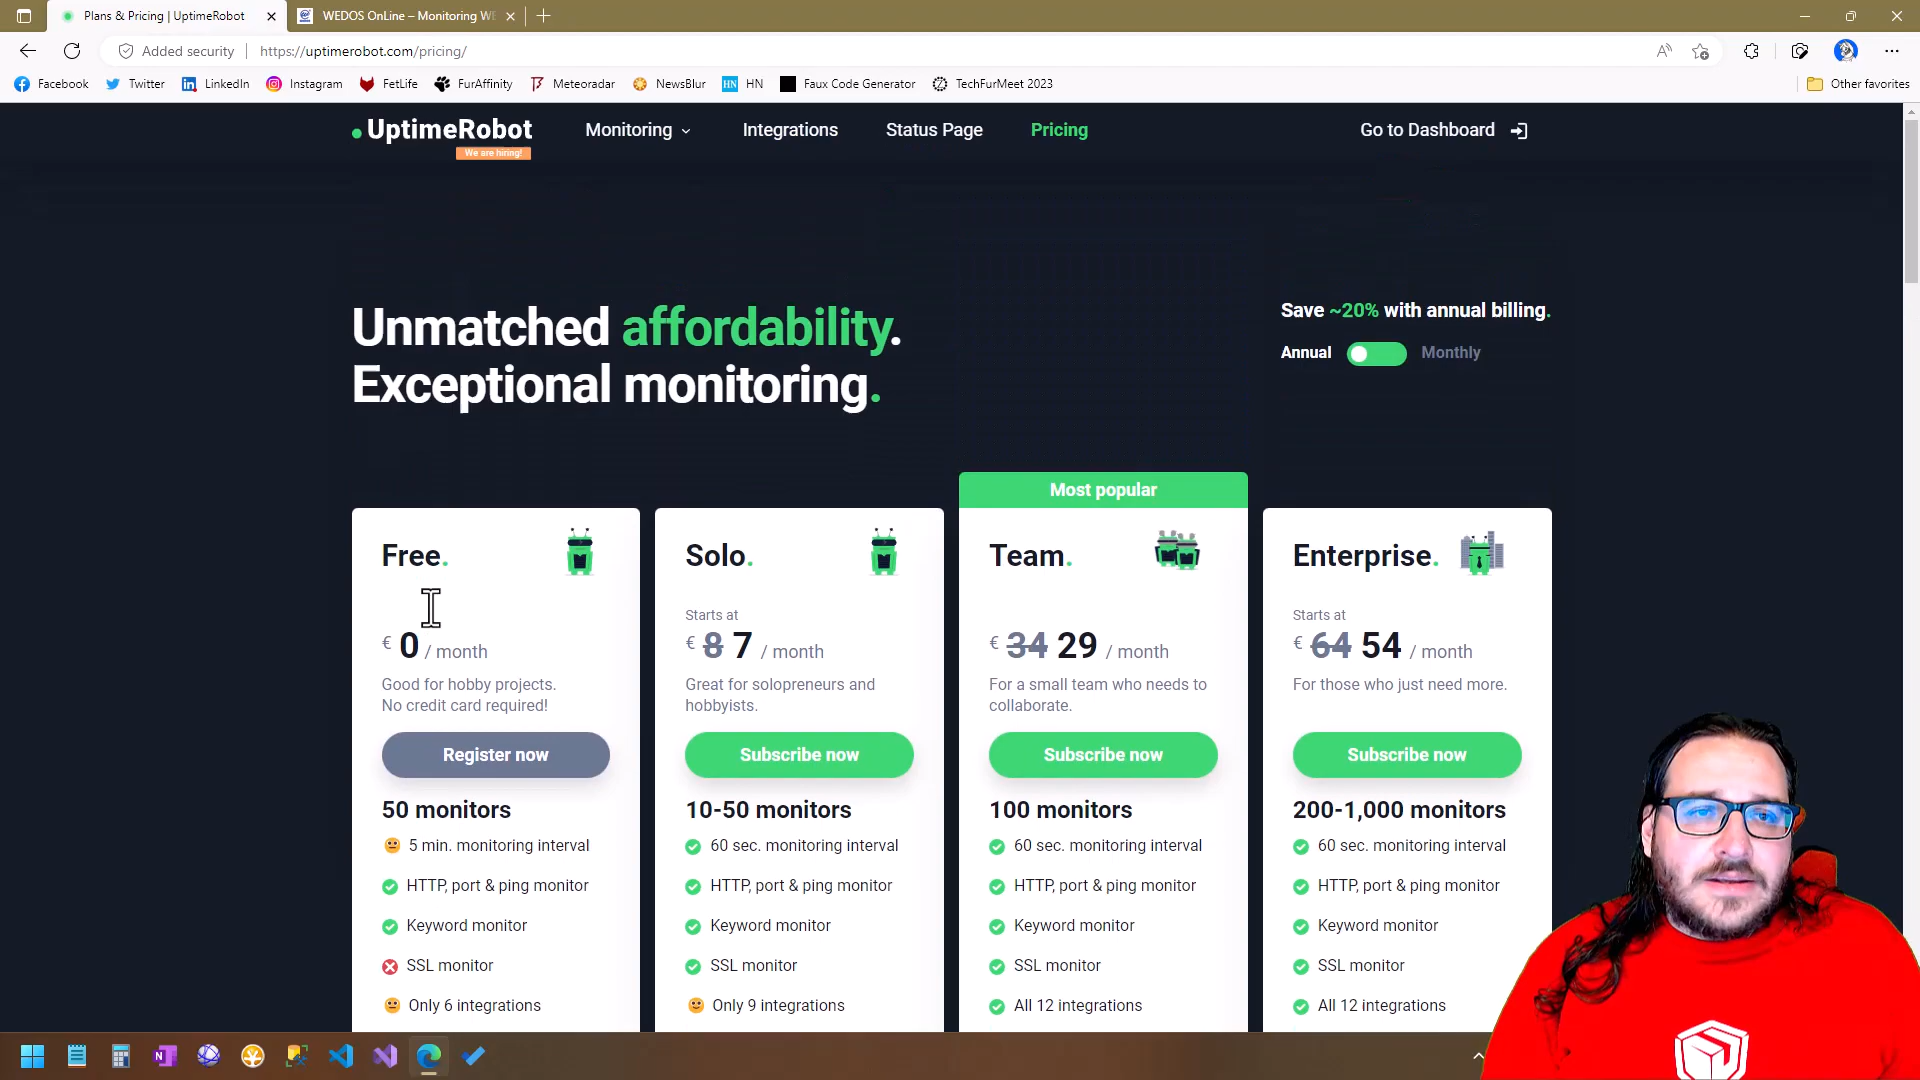 Plans & Pricing | UptimeRobot
WEDOS OnLine – Monitoring WE
Added security
https://uptimerobot.com/pricing/
Facebook
Twitter
LinkedIn
Instagram
FetLife
FurAffinity
Meteoradar
NewsBlur
HN
HN
Faux Code Generator
TechFurMeet 2023
Other favorites
UptimeRobot
We are hiring!
Monitoring
Integrations
Status Page
Pricing
Go to Dashboard
Unmatched affordability.
Exceptional monitoring.
Save ~20% with annual billing.
Annual
Monthly
Free.
€ 0 / month
Good for hobby projects.
No credit card required!
Register now
50 monitors
5 min. monitoring interval
HTTP, port & ping monitor
Keyword monitor
SSL monitor
Only 6 integrations
Solo.
Starts at
€ 8 7 / month
Great for solopreneurs and
hobbyists.
Subscribe now
10-50 monitors
60 sec. monitoring interval
HTTP, port & ping monitor
Keyword monitor
SSL monitor
Only 9 integrations
Most popular
Team.
€ 34 29 / month
For a small team who needs to
collaborate.
Subscribe now
100 monitors
60 sec. monitoring interval
HTTP, port & ping monitor
Keyword monitor
SSL monitor
All 12 integrations
Enterprise.
Starts at
€ 64 54 / month
For those who just need more.
Subscribe now
200-1,000 monitors
60 sec. monitoring interval
HTTP, port & ping monitor
Keyword monitor
SSL monitor
All 12 integrations